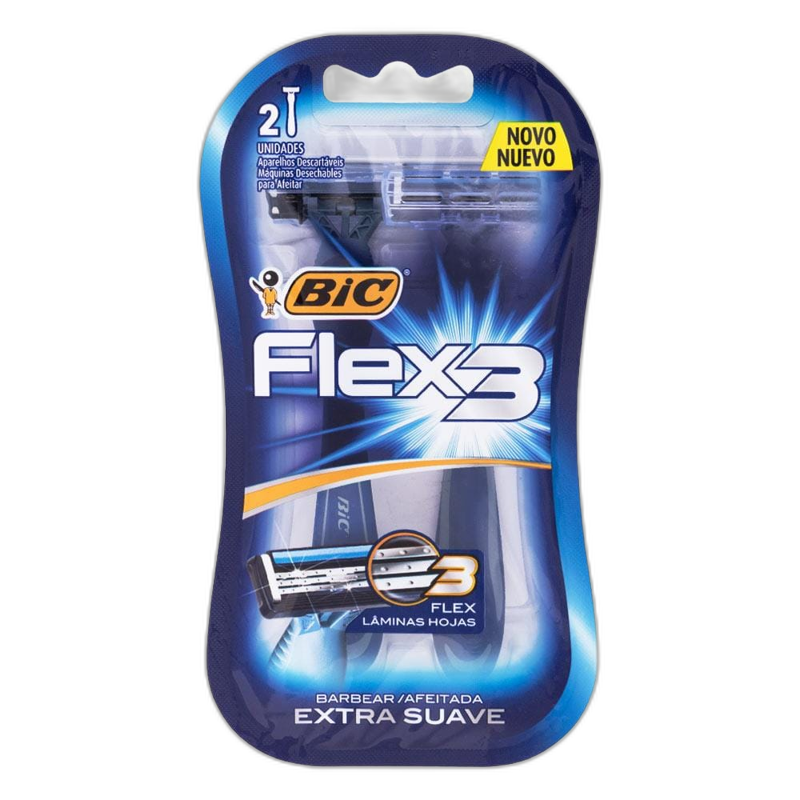 2
UNIDADES
Aparelhos Descartáveis
Máquinas Desechables
para Afeitar
NOVO
NUEVO
BiC®
Flex3
BiC
3
FLEX
LÂMINAS HOJAS
BARBEAR/AFEITADA
EXTRA SUAVE